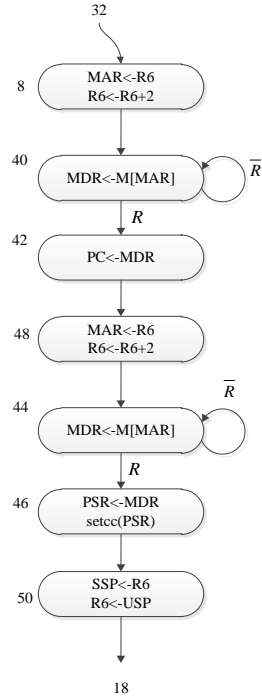 32
8
MAR<-R6
R6<-R6+2
40
MDR<-M[MAR]
R̅
R
42
PC<-MDR
48
MAR<-R6
R6<-R6+2
44
MDR<-M[MAR]
R̅
R
46
PSR<-MDR
setcc(PSR)
50
SSP<-R6
R6<-USP
18